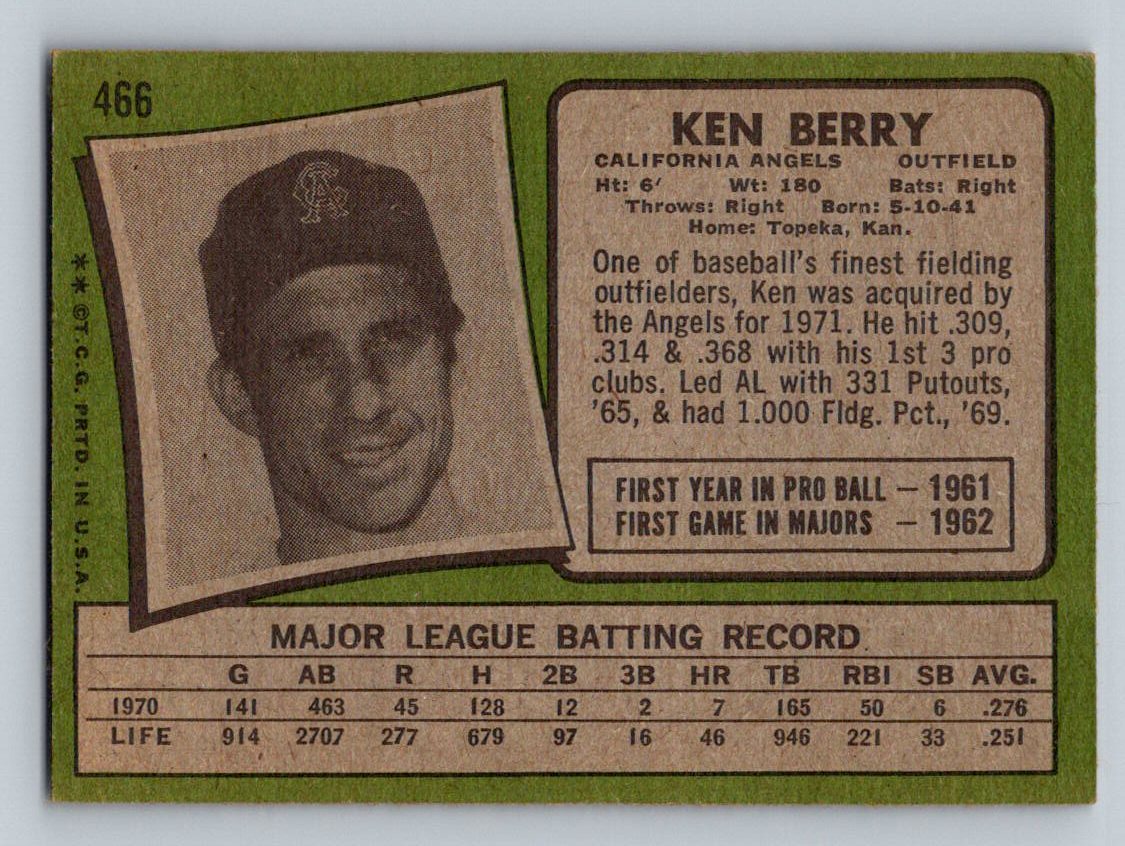 466
KEN BERRY
CALIFORNIA ANGELS OUTFIELD
Ht: 6' Wt: 180 Bats: Right
Throws: Right Born: 5-10-41
Home: Topeka, Kan.
One of baseball's finest fielding
outfielders, Ken was acquired by
the Angels for 1971. He hit .309,
.314 & .368 with his 1st 3 pro
clubs. Led AL with 331 Putouts,
'65, & had 1.000 Fldg. Pct., '69.
FIRST YEAR IN PRO BALL — 1961
FIRST GAME IN MAJORS — 1962
CA
**©T.C.G. PRTD. IN U.S.A.
MAJOR LEAGUE BATTING RECORD
G AB R H 2B 3B HR TB RBI SB AVG.
1970 141 463 45 128 12 2 7 165 50 6 .276
LIFE 914 2707 277 679 97 16 46 946 221 33 .251